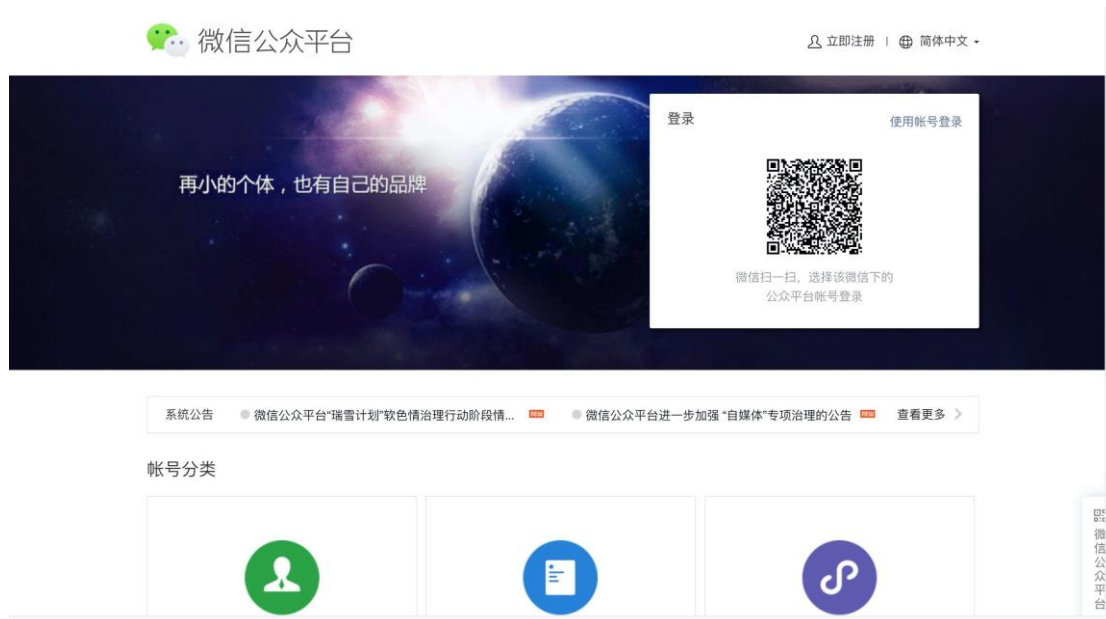 微信公众平台
立即注册 | 简体中文
登录
使用帐号登录
再小的个体，也有自己的品牌
微信扫一扫，选择该微信下的
公众平台帐号登录
系统公告 微信公众平台“瑞雪计划”软色情治理行动阶段情... 微信公众平台进一步加强 “自媒体”专项治理的公告 查看更多
帐号分类
微信公众平台